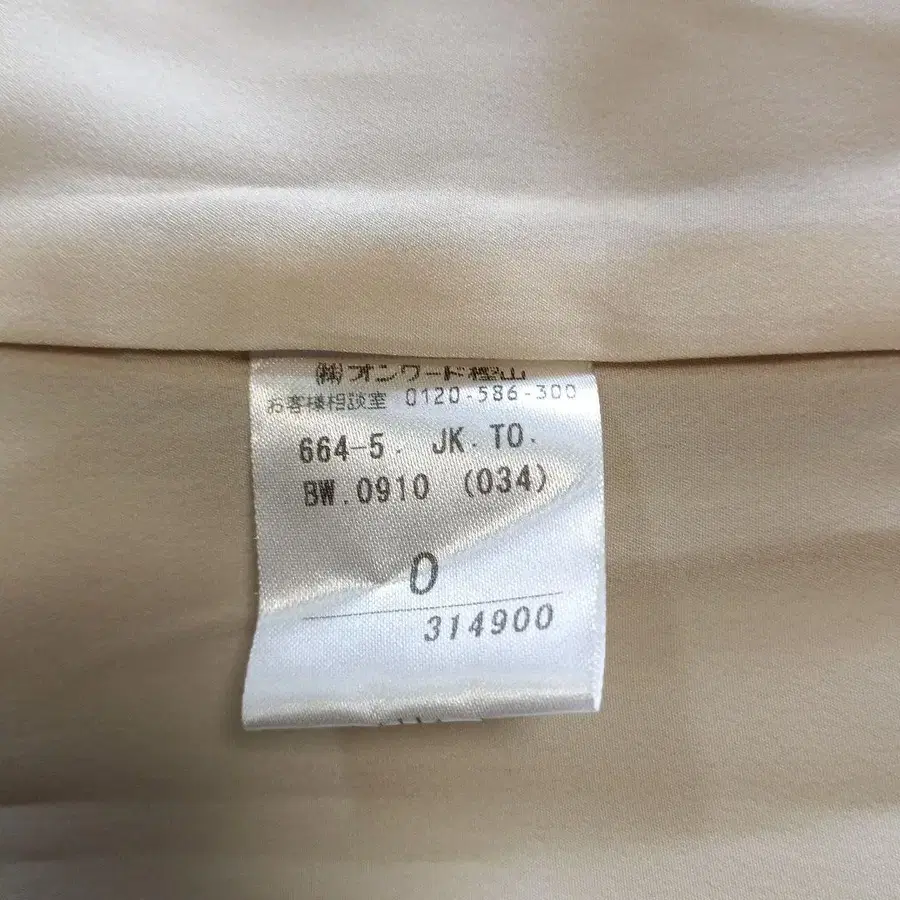 ㈱オンワード樫山
お客様相談室 0120-586-300
664-5. JK.TO.
BW.0910 (034)
0
314900